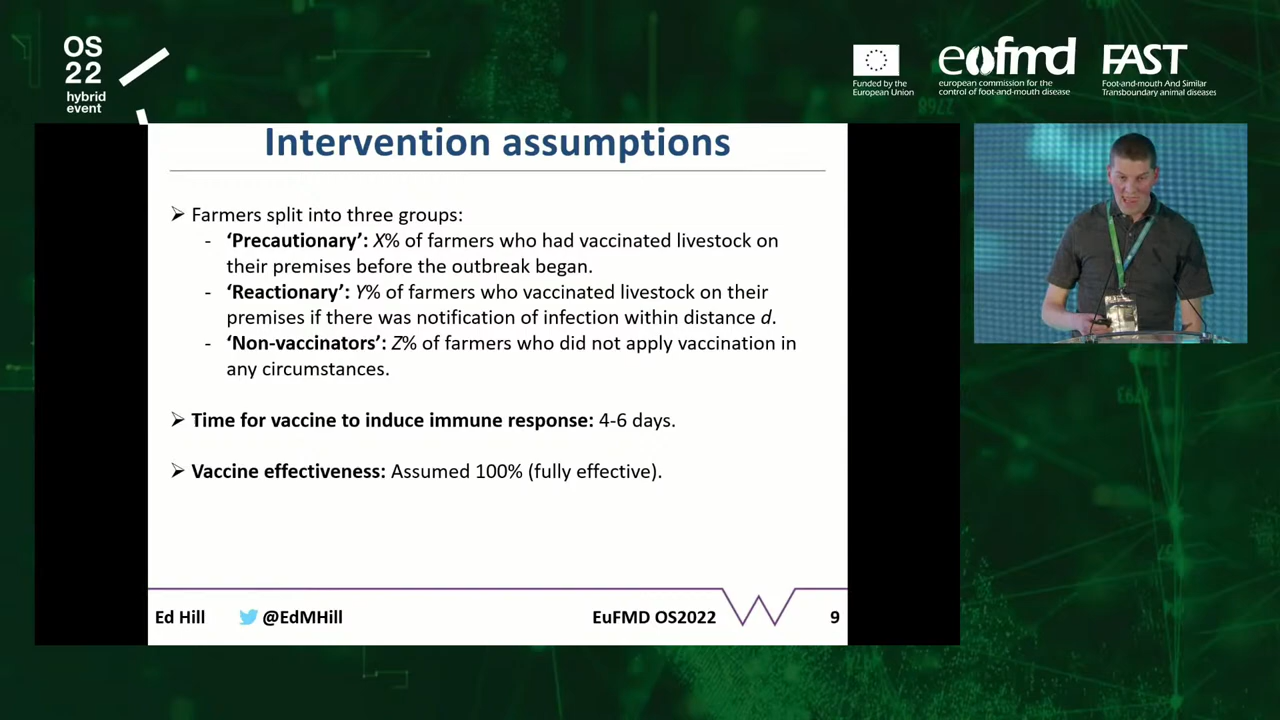 OS
22
hybrid
event
Funded by the
European Union
eofmd
european commission for the
control of foot-and-mouth disease
FAST
Foot-and-mouth And Similar
Transboundary animal diseases
Intervention assumptions
➢ Farmers split into three groups:
- ‘Precautionary’: X% of farmers who had vaccinated livestock on
their premises before the outbreak began.
- ‘Reactionary’: Y% of farmers who vaccinated livestock on their
premises if there was notification of infection within distance d.
- ‘Non-vaccinators’: Z% of farmers who did not apply vaccination in
any circumstances.
➢ Time for vaccine to induce immune response: 4-6 days.
➢ Vaccine effectiveness: Assumed 100% (fully effective).
Ed Hill @EdMHill EuFMD OS2022 9